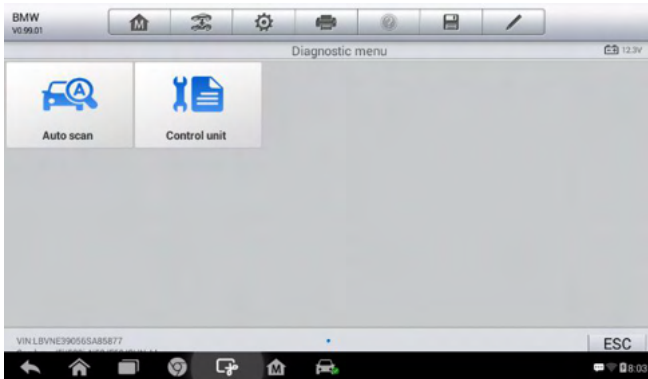 BMW
V0.99.01
M
Diagnostic menu
12.3V
A
Auto scan
Control unit
VIN LBVNE39056SA85877
ESC
M
8:03